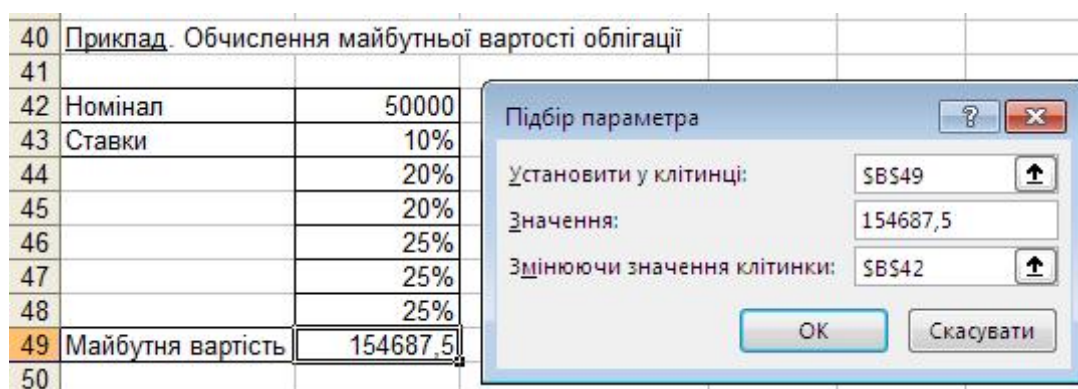 40 Приклад. Обчислення майбутньої вартості облігації
41
42 Номінал 50000
43 Ставки 10%
44 20%
45 20%
46 25%
47 25%
48 25%
49 Майбутня вартість 154687,5
50
Підбір параметра
Установити у клітинці: $B$49
Значення: 154687,5
Змінюючи значення клітинки: $B$42
OK Скасувати